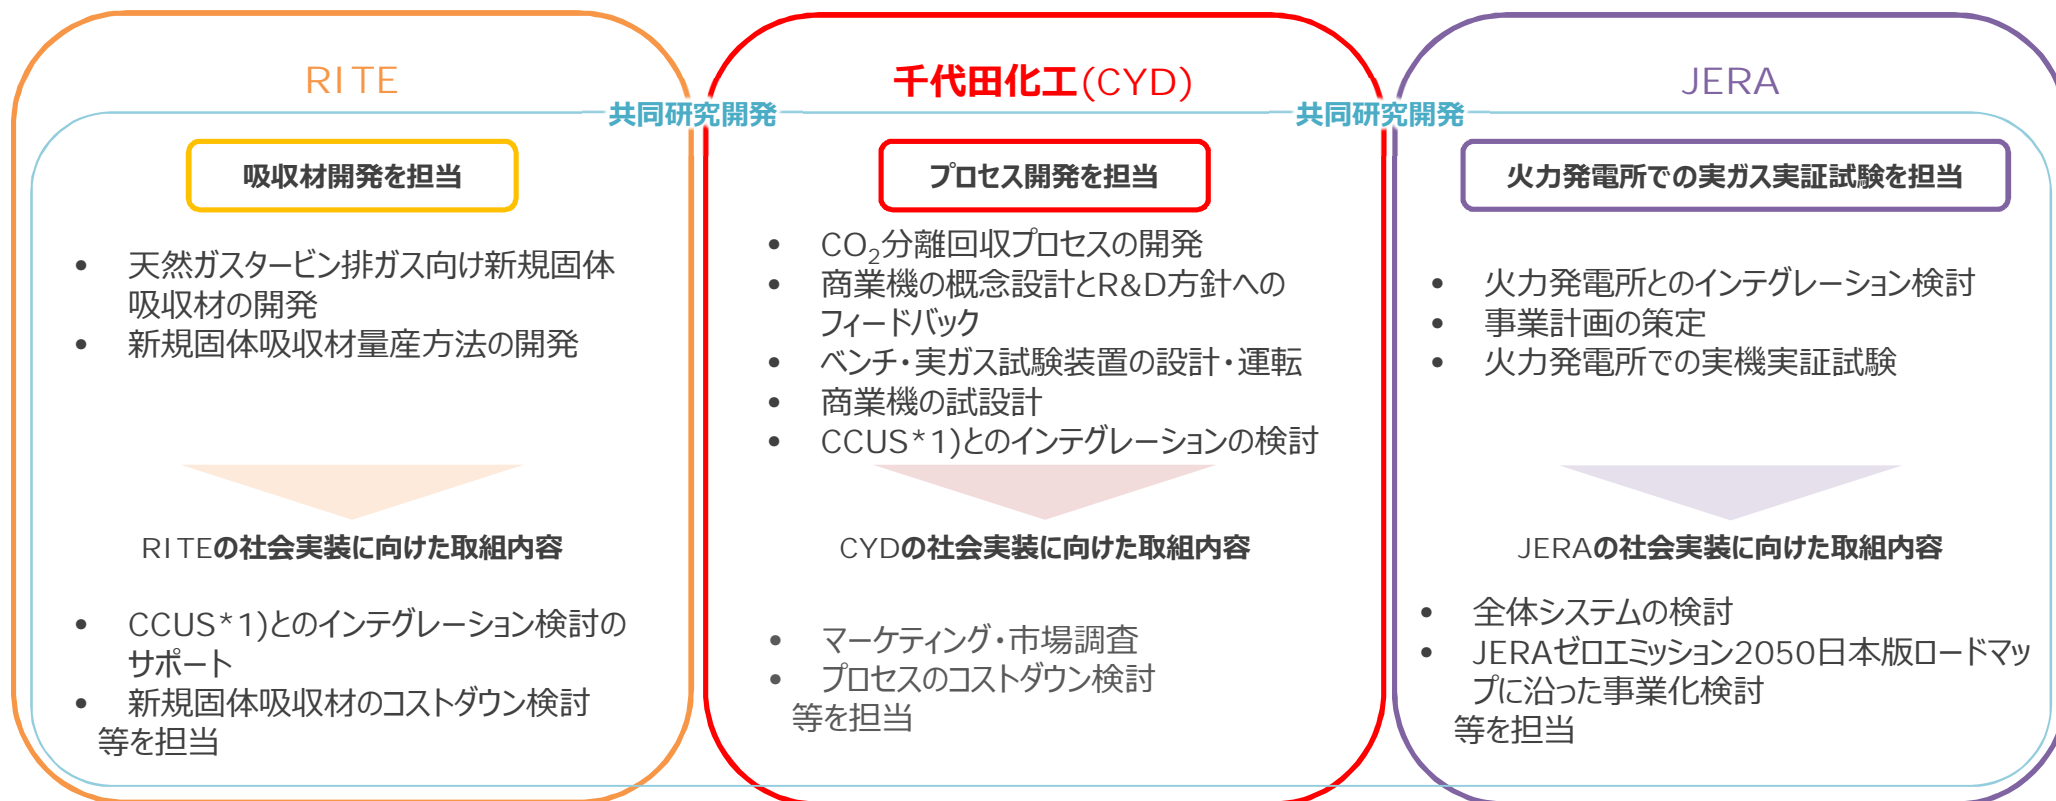 RITE
共同研究開発
吸収材開発を担当
• 天然ガスタービン排ガス向け新規固体
吸収材の開発
• 新規固体吸収材量産方法の開発
RITEの社会実装に向けた取組内容
• CCUS*1)とのインテグレーション検討の
サポート
• 新規固体吸収材のコストダウン検討
等を担当
千代田化工(CYD)
共同研究開発
プロセス開発を担当
• CO₂分離回収プロセスの開発
• 商業機の概念設計とR&D方針への
フィードバック
• ベンチ・実ガス試験装置の設計・運転
• 商業機の試設計
• CCUS*1)とのインテグレーションの検討
CYDの社会実装に向けた取組内容
• マーケティング・市場調査
• プロセスのコストダウン検討
等を担当
JERA
火力発電所での実ガス実証試験を担当
• 火力発電所とのインテグレーション検討
• 事業計画の策定
• 火力発電所での実機実証試験
JERAの社会実装に向けた取組内容
• 全体システムの検討
• JERAゼロエミッション2050日本版ロードマッ
プに沿った事業化検討
等を担当